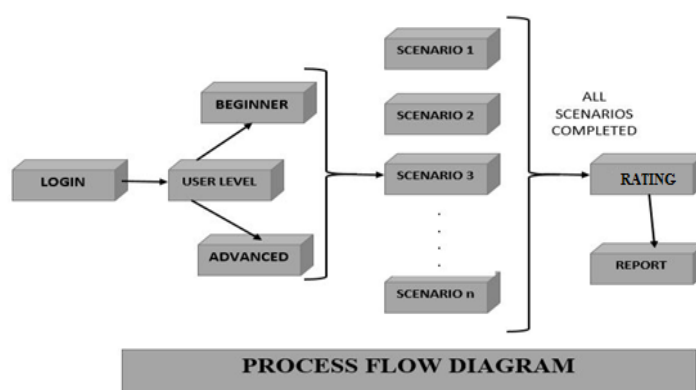 LOGIN
USER LEVEL
BEGINNER
ADVANCED
SCENARIO 1
SCENARIO 2
SCENARIO 3
SCENARIO n
ALL
SCENARIOS
COMPLETED
RATING
REPORT
PROCESS FLOW DIAGRAM